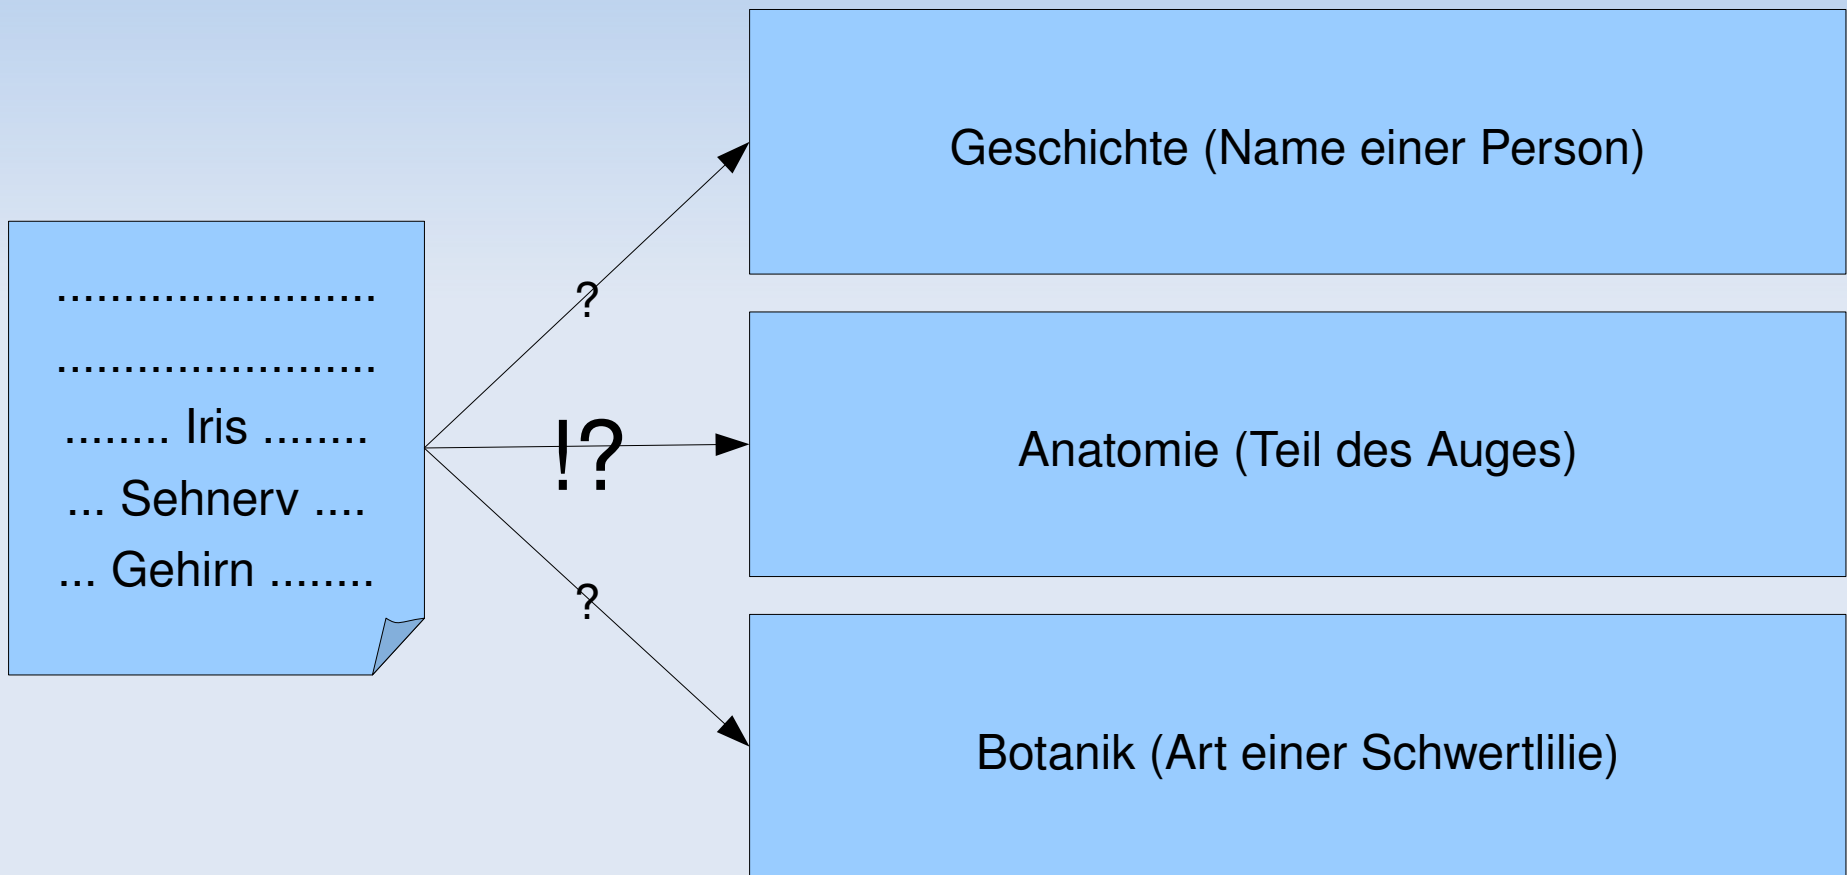 ........................
........................
........ Iris ........
... Sehnerv ....
... Gehirn ........
?
!?
?
Geschichte (Name einer Person)
Anatomie (Teil des Auges)
Botanik (Art einer Schwertlilie)